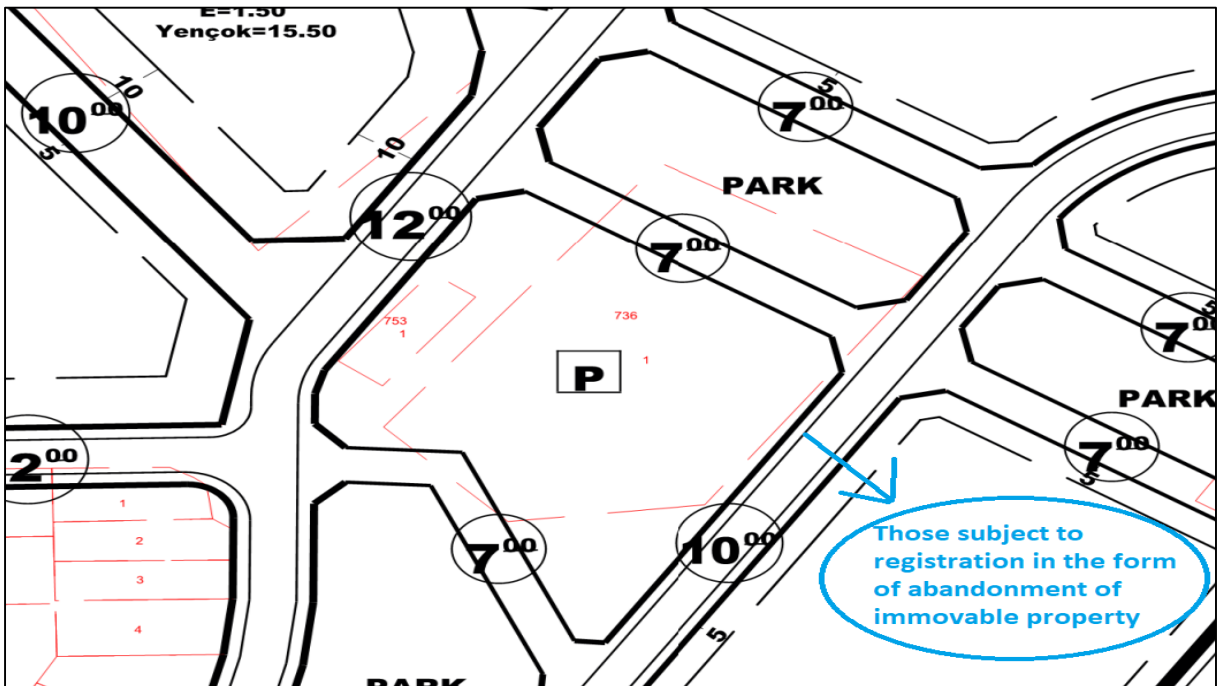 E=1.50
Yençok=15.50
10
10 00
5
10
12 00
5
7 00
PARK
7 00
753
1
736
1
P
5
7 00
PARK
7 00
5
2 00
1
2
3
4
7 00
10 00
5
PARK
Those subject to
registration in the form
of abandonment of
immovable property